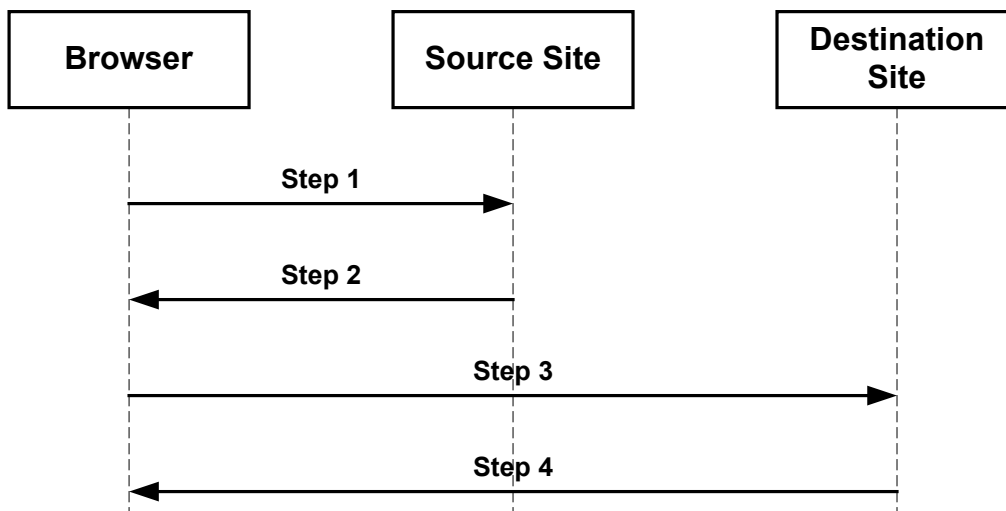 Browser
Source Site
Destination
Site
Step 1
Step 2
Step 3
Step 4